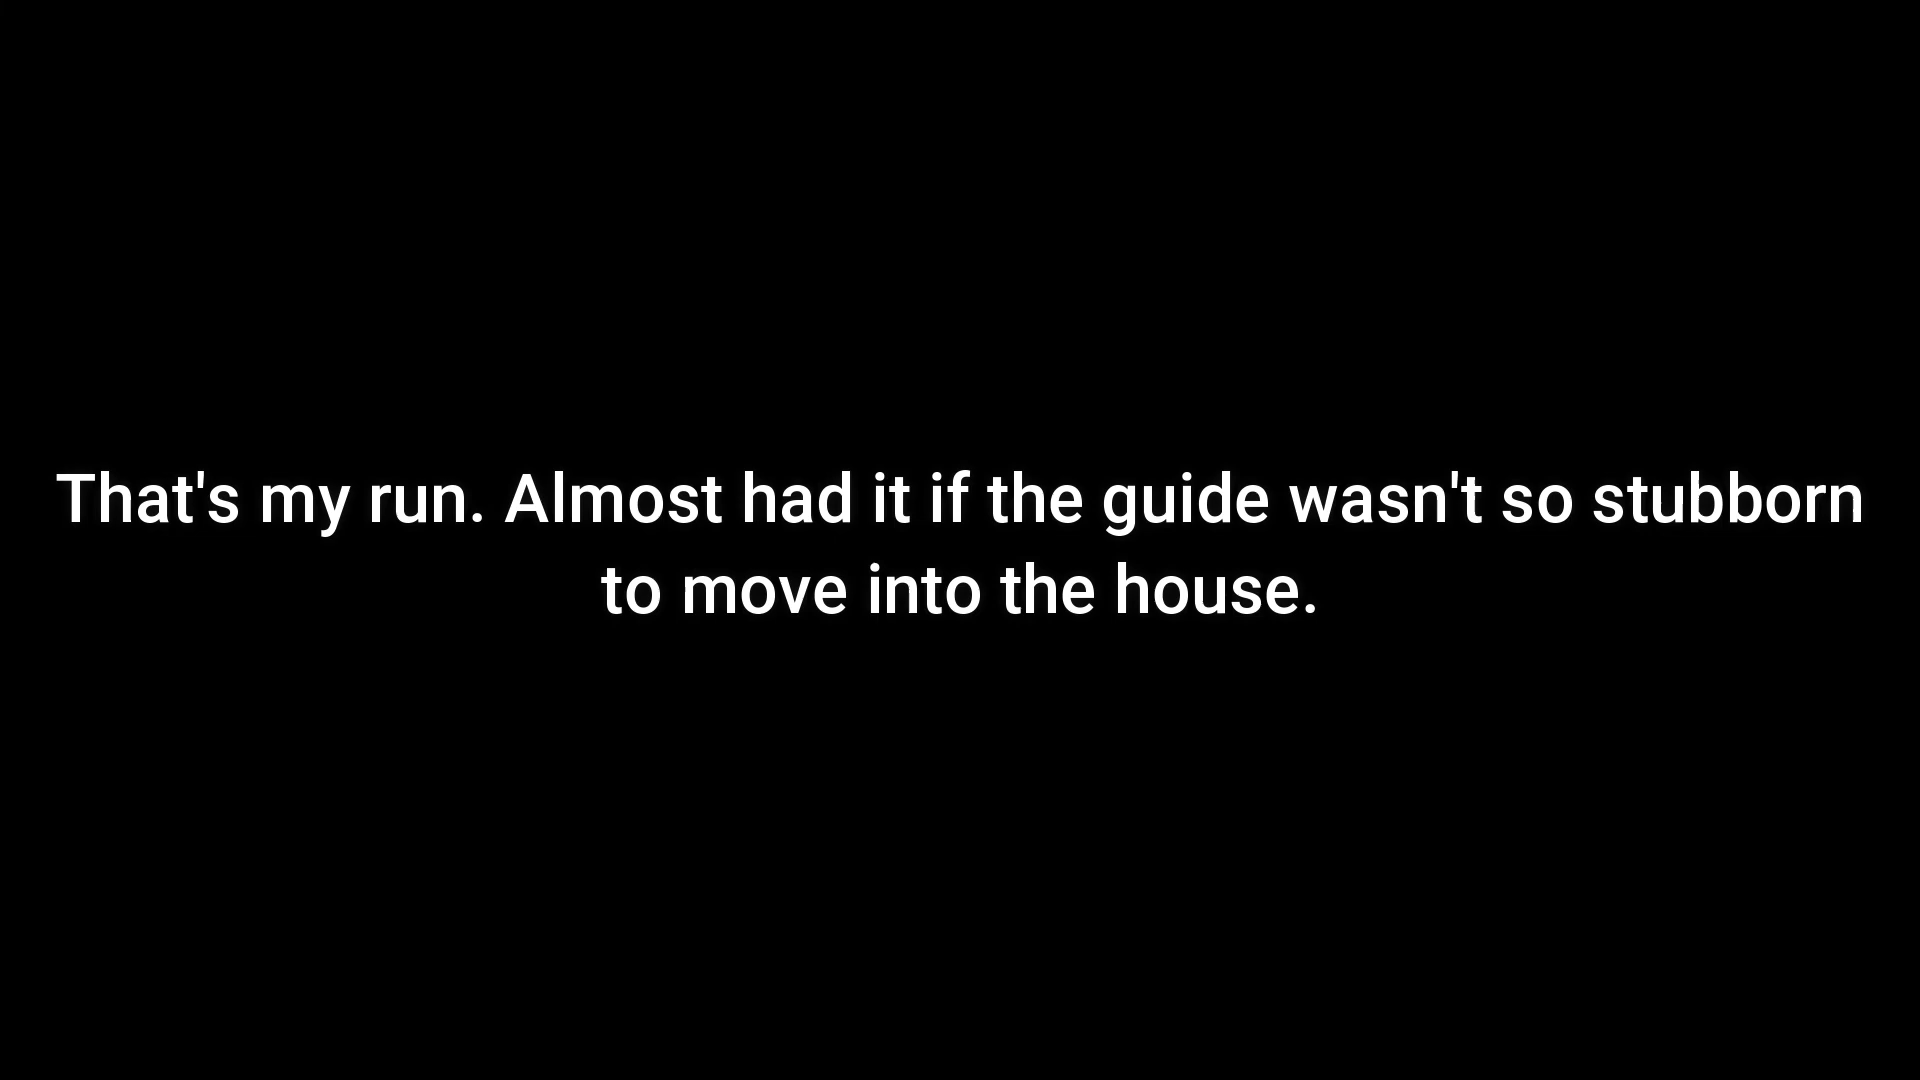 That's my run. Almost had it if the guide wasn't so stubborn
to move into the house.